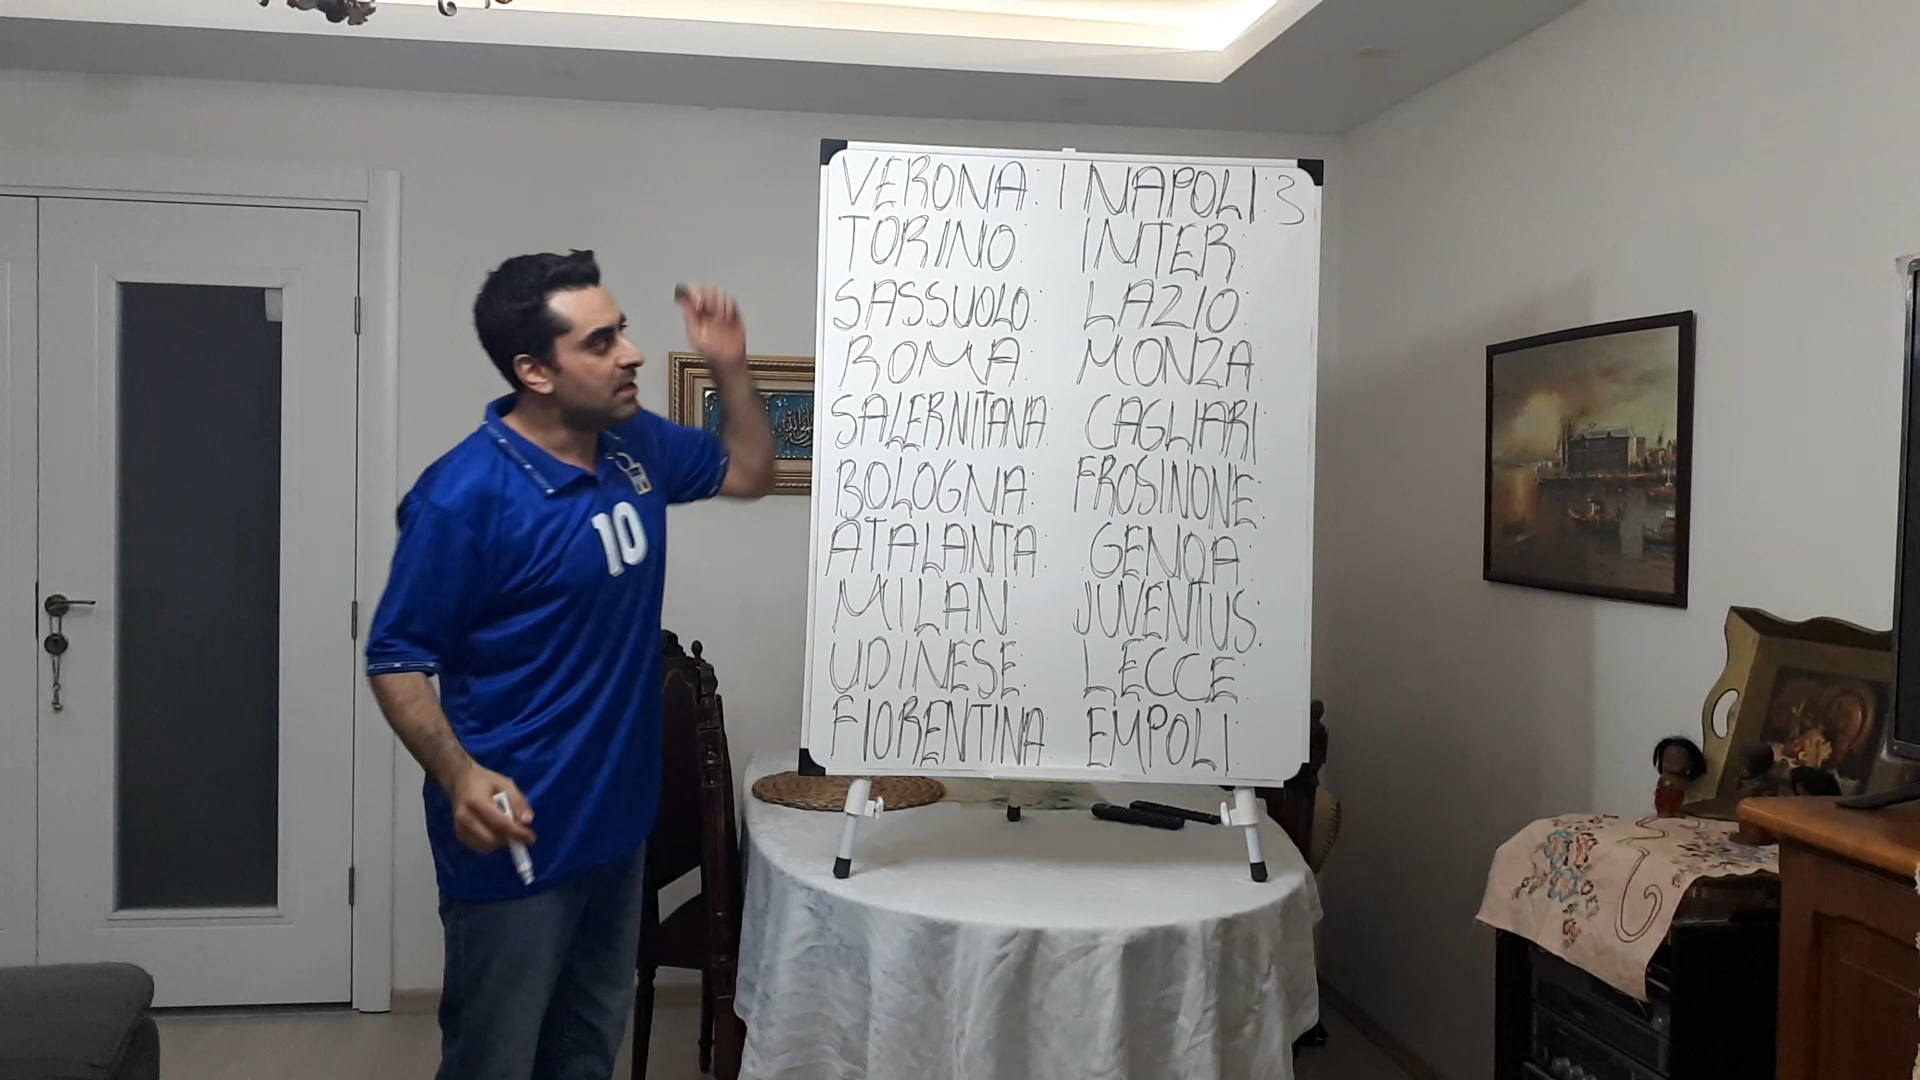 VERONA: 1 NAPOLI: 3
TORINO: INTER:
SASSUOLO: LAZIO:
ROMA: MONZA:
SALERNITANA: CAGLIARI:
BOLOGNA: FROSINONE:
ATALANTA: GENOA:
MILAN: JUVENTUS:
UDINESE: LECCE:
FIORENTINA: EMPOLI:
10